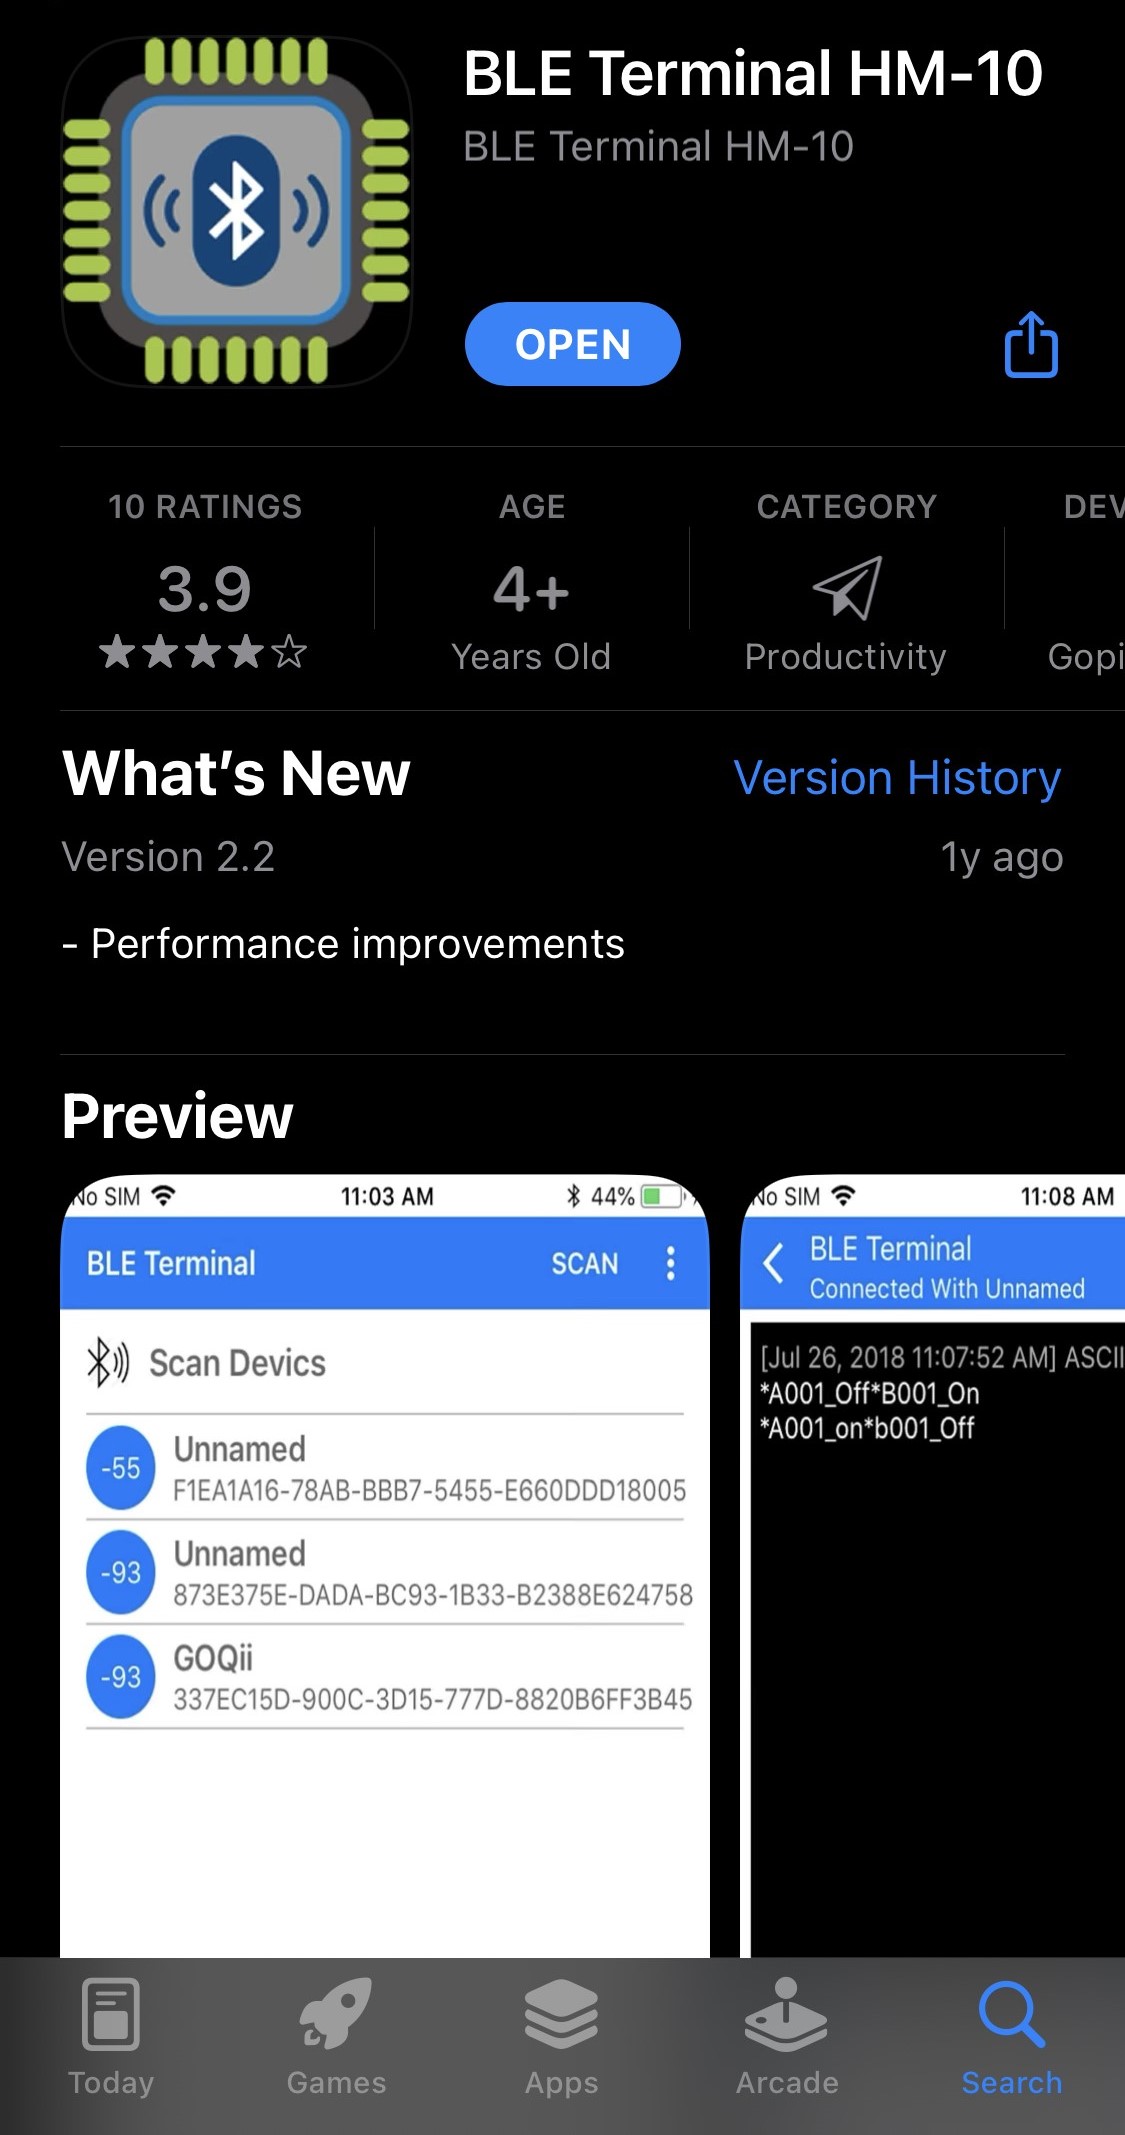 BLE Terminal HM-10
BLE Terminal HM-10
OPEN
10 RATINGS
3.9
AGE
4+
Years Old
CATEGORY
Productivity
DEV
Gopi
What's New
Version History
Version 2.2
1y ago
- Performance improvements
Preview
No SIM
11:03 AM
44%
BLE Terminal
SCAN
Scan Devics
-55
Unnamed
F1EA1A16-78AB-BBB7-5455-E660DDD18005
-93
Unnamed
873E375E-DADA-BC93-1B33-B2388E624758
-93
GOQii
337EC15D-900C-3D15-777D-8820B6FF3B45
No SIM
11:08 AM
BLE Terminal
Connected With Unnamed
[Jul 26, 2018 11:07:52 AM] ASCII
*A001_Off*B001_On
*A001_on*b001_Off
Today
Games
Apps
Arcade
Search